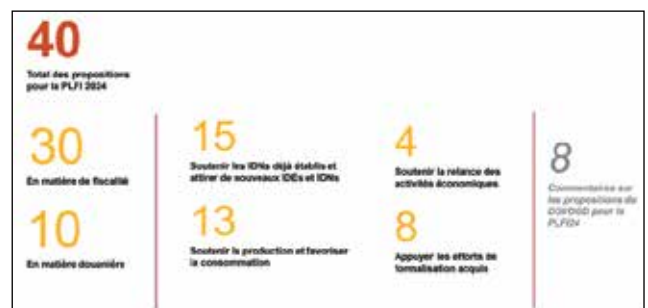 40
Total des propositions
pour la PLFI 2024
30
En matière de fiscalité
10
En matière douanière
15
Soutenir les IDNs déjà établis et
attirer de nouveaux IDEs et IDNs
13
Soutenir la production et favoriser
la consommation
4
Soutenir la relance des
activités économiques
8
Appuyer les efforts de
formalisation acquis
8
Commentaires sur
les propositions du
pour la